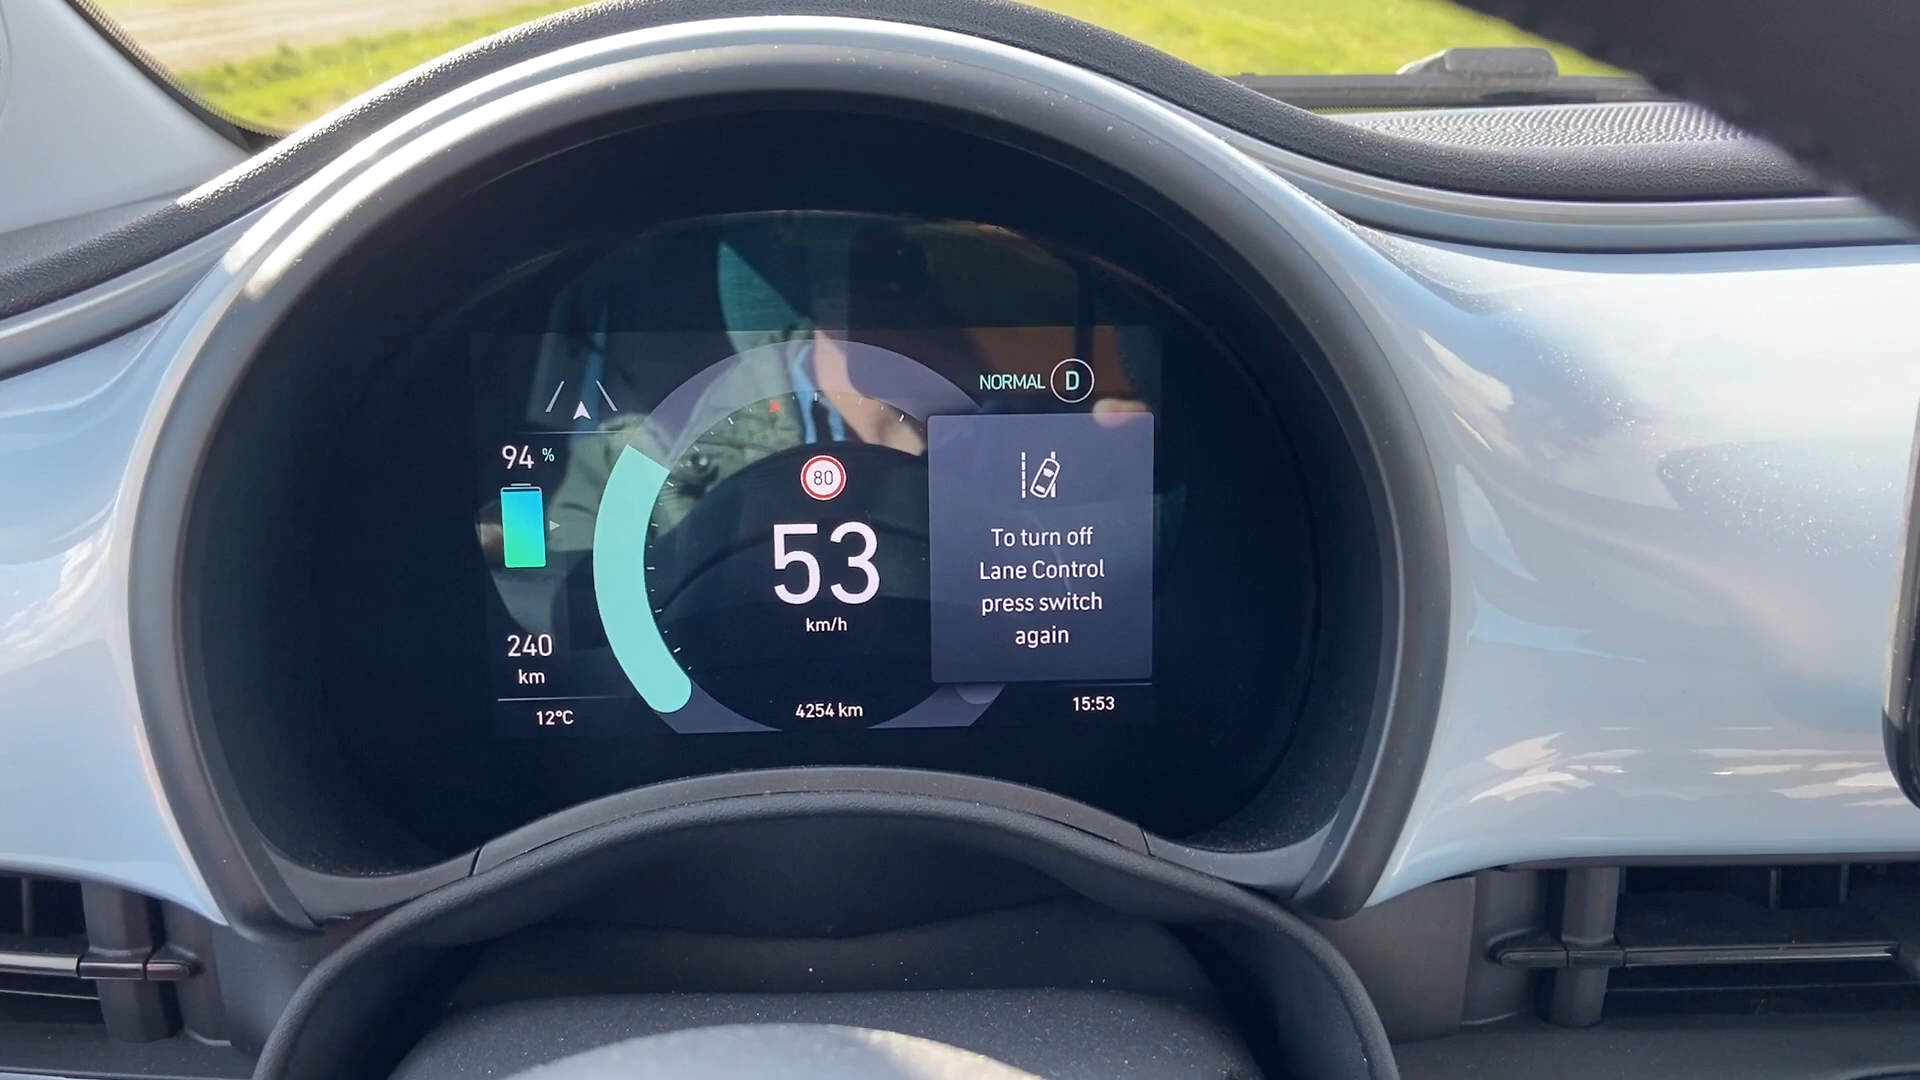 NORMAL D
94 %
80
53
km/h
240
km
12°C
4254 km
To turn off
Lane Control
press switch
again
15:53